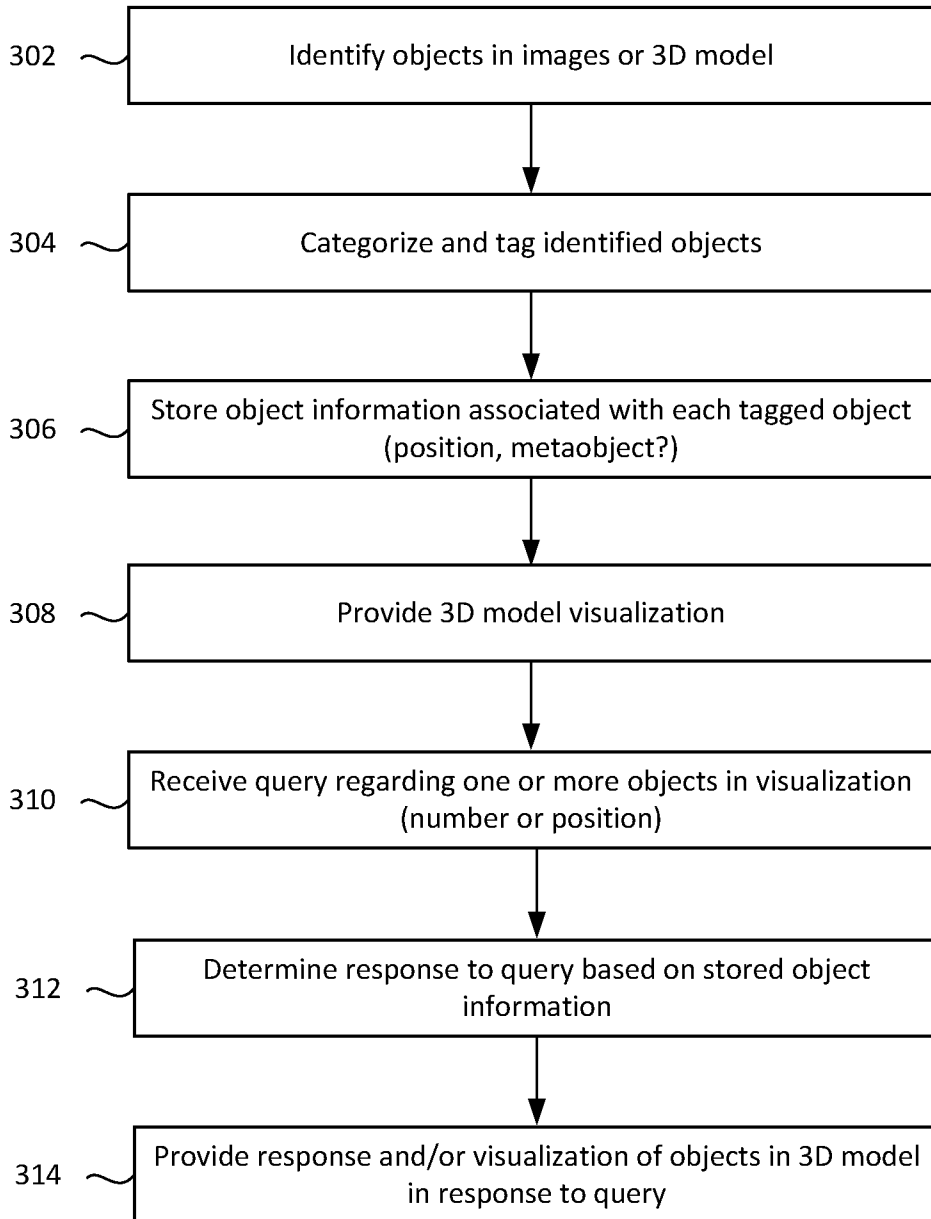 302
Identify objects in images or 3D model
304
Categorize and tag identified objects
306
Store object information associated with each tagged object
(position, metaobject?)
308
Provide 3D model visualization
310
Receive query regarding one or more objects in visualization
(number or position)
312
Determine response to query based on stored object
information
314
Provide response and/or visualization of objects in 3D model
in response to query